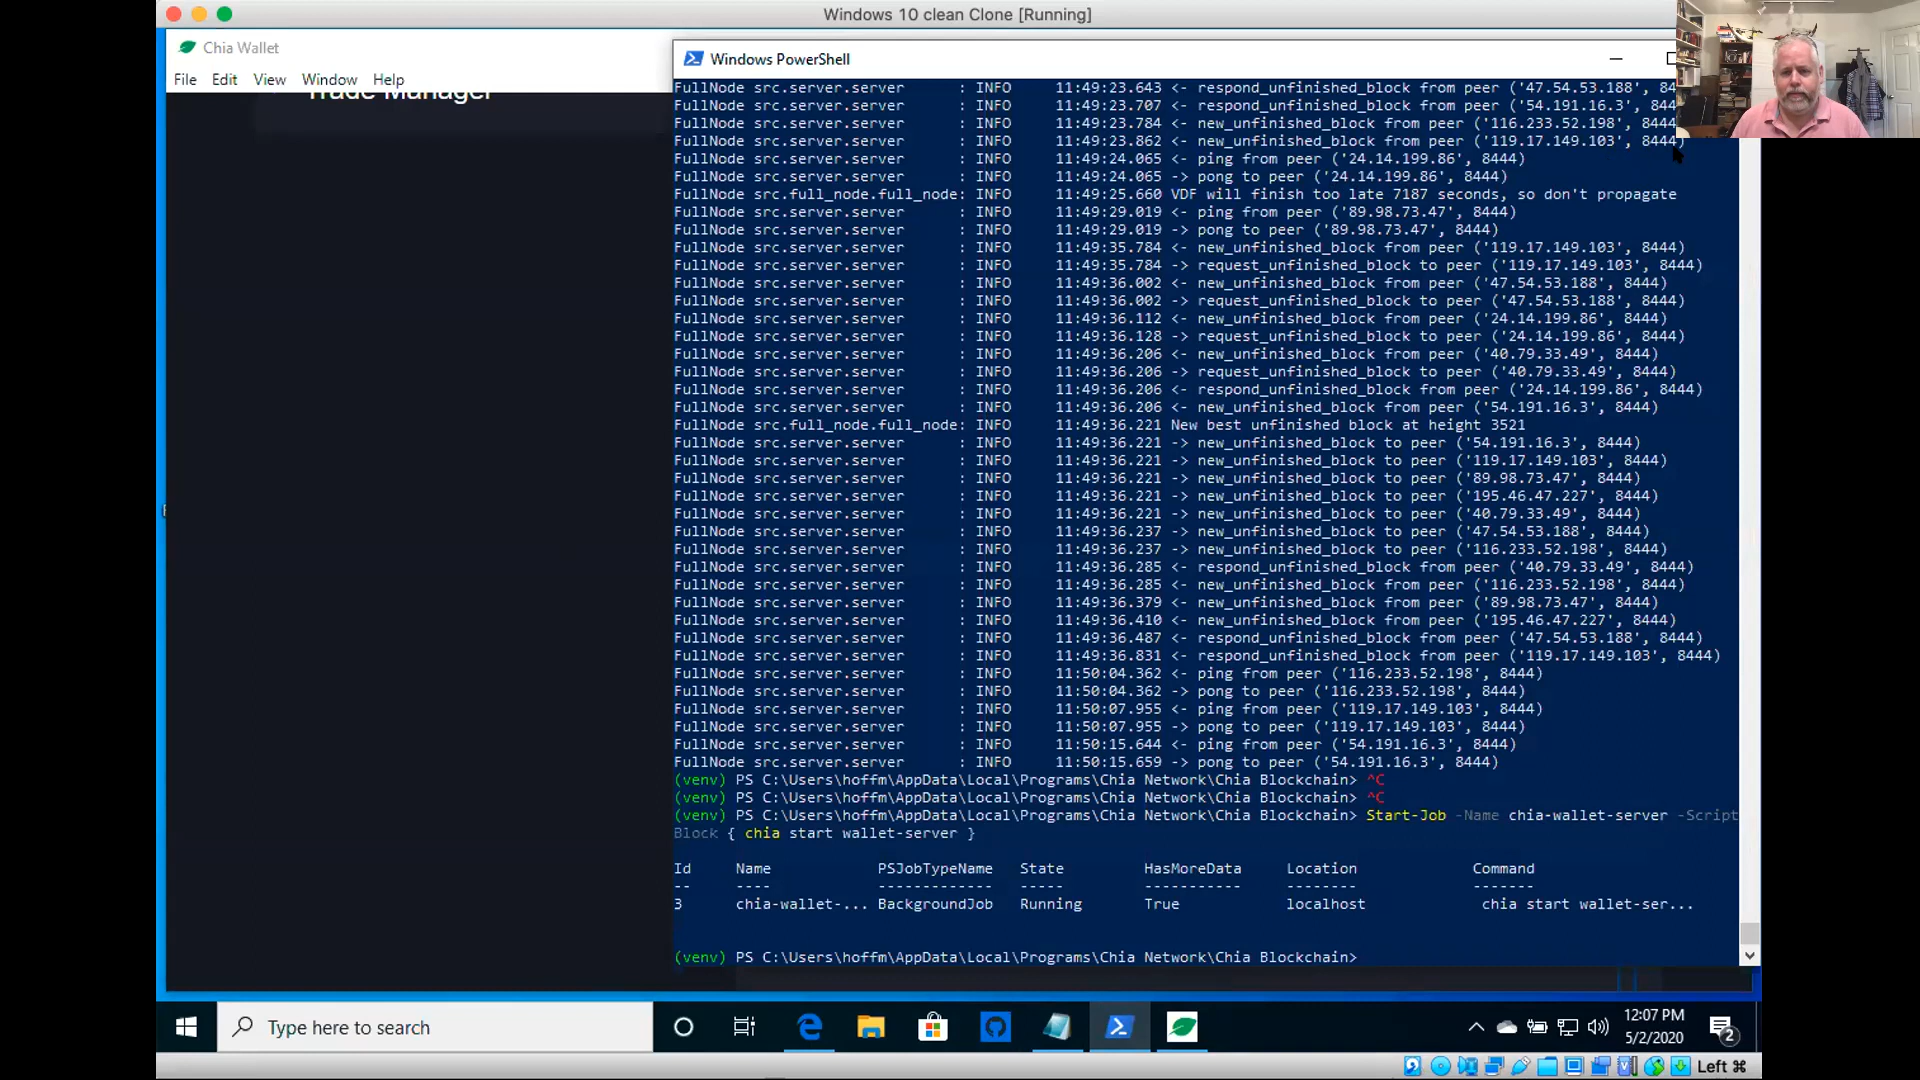 Windows 10 clean Clone [Running]
Chia Wallet
File Edit View Window Help
Trade Manager
Windows PowerShell
FullNode src.server.server : INFO 11:49:23.643 <- respond_unfinished_block from peer ('47.54.53.188', 84
FullNode src.server.server : INFO 11:49:23.707 <- respond_unfinished_block from peer ('54.191.16.3', 844
FullNode src.server.server : INFO 11:49:23.784 <- new_unfinished_block from peer ('116.233.52.198', 8444
FullNode src.server.server : INFO 11:49:23.862 <- new_unfinished_block from peer ('119.17.149.103', 8444)
FullNode src.server.server : INFO 11:49:24.065 <- ping from peer ('24.14.199.86', 8444)
FullNode src.server.server : INFO 11:49:24.065 -> pong to peer ('24.14.199.86', 8444)
FullNode src.full_node.full_node: INFO 11:49:25.660 VDF will finish too late 7187 seconds, so don't propagate
FullNode src.server.server : INFO 11:49:29.019 <- ping from peer ('89.98.73.47', 8444)
FullNode src.server.server : INFO 11:49:29.019 -> pong to peer ('89.98.73.47', 8444)
FullNode src.server.server : INFO 11:49:35.784 <- new_unfinished_block from peer ('119.17.149.103', 8444)
FullNode src.server.server : INFO 11:49:35.784 -> request_unfinished_block to peer ('119.17.149.103', 8444)
FullNode src.server.server : INFO 11:49:36.002 <- new_unfinished_block from peer ('47.54.53.188', 8444)
FullNode src.server.server : INFO 11:49:36.002 -> request_unfinished_block to peer ('47.54.53.188', 8444)
FullNode src.server.server : INFO 11:49:36.112 <- new_unfinished_block from peer ('24.14.199.86', 8444)
FullNode src.server.server : INFO 11:49:36.128 -> request_unfinished_block to peer ('24.14.199.86', 8444)
FullNode src.server.server : INFO 11:49:36.206 <- new_unfinished_block from peer ('40.79.33.49', 8444)
FullNode src.server.server : INFO 11:49:36.206 -> request_unfinished_block to peer ('40.79.33.49', 8444)
FullNode src.server.server : INFO 11:49:36.206 <- respond_unfinished_block from peer ('24.14.199.86', 8444)
FullNode src.server.server : INFO 11:49:36.206 <- new_unfinished_block from peer ('54.191.16.3', 8444)
FullNode src.full_node.full_node: INFO 11:49:36.221 New best unfinished block at height 3521
FullNode src.server.server : INFO 11:49:36.221 -> new_unfinished_block to peer ('54.191.16.3', 8444)
FullNode src.server.server : INFO 11:49:36.221 -> new_unfinished_block to peer ('119.17.149.103', 8444)
FullNode src.server.server : INFO 11:49:36.221 -> new_unfinished_block to peer ('89.98.73.47', 8444)
FullNode src.server.server : INFO 11:49:36.221 -> new_unfinished_block to peer ('195.46.47.227', 8444)
FullNode src.server.server : INFO 11:49:36.221 -> new_unfinished_block to peer ('40.79.33.49', 8444)
FullNode src.server.server : INFO 11:49:36.237 -> new_unfinished_block to peer ('47.54.53.188', 8444)
FullNode src.server.server : INFO 11:49:36.237 -> new_unfinished_block to peer ('116.233.52.198', 8444)
FullNode src.server.server : INFO 11:49:36.285 <- respond_unfinished_block from peer ('40.79.33.49', 8444)
FullNode src.server.server : INFO 11:49:36.285 <- new_unfinished_block from peer ('116.233.52.198', 8444)
FullNode src.server.server : INFO 11:49:36.379 <- new_unfinished_block from peer ('89.98.73.47', 8444)
FullNode src.server.server : INFO 11:49:36.410 <- new_unfinished_block from peer ('195.46.47.227', 8444)
FullNode src.server.server : INFO 11:49:36.487 <- respond_unfinished_block from peer ('47.54.53.188', 8444)
FullNode src.server.server : INFO 11:49:36.831 <- respond_unfinished_block from peer ('119.17.149.103', 8444)
FullNode src.server.server : INFO 11:50:04.362 <- ping from peer ('116.233.52.198', 8444)
FullNode src.server.server : INFO 11:50:04.362 -> pong to peer ('116.233.52.198', 8444)
FullNode src.server.server : INFO 11:50:07.955 <- ping from peer ('119.17.149.103', 8444)
FullNode src.server.server : INFO 11:50:07.955 -> pong to peer ('119.17.149.103', 8444)
FullNode src.server.server : INFO 11:50:15.644 <- ping from peer ('54.191.16.3', 8444)
FullNode src.server.server : INFO 11:50:15.659 -> pong to peer ('54.191.16.3', 8444)
(venv) PS C:\Users\hoffm\AppData\Local\Programs\Chia Network\Chia Blockchain> ^C
(venv) PS C:\Users\hoffm\AppData\Local\Programs\Chia Network\Chia Blockchain> ^C
(venv) PS C:\Users\hoffm\AppData\Local\Programs\Chia Network\Chia Blockchain> Start-Job -Name chia-wallet-server -Script
Block { chia start wallet-server }
Id Name PSJobTypeName State HasMoreData Location Command
-- ---- ------------- ----- ----------- -------- -------
3 chia-wallet-... BackgroundJob Running True localhost chia start wallet-ser...
(venv) PS C:\Users\hoffm\AppData\Local\Programs\Chia Network\Chia Blockchain>
Type here to search
12:07 PM
5/2/2020
2
Left ⌘